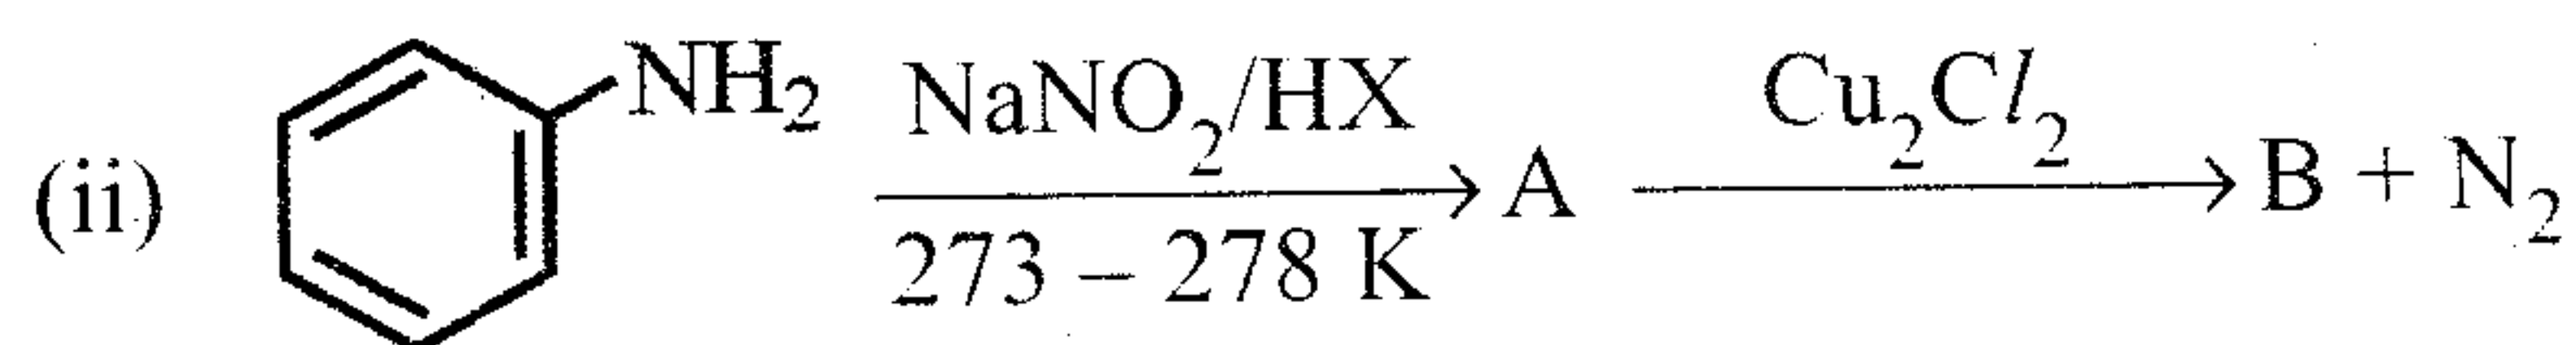 (ii) NH₂ NaNO₂/HX 273 – 278 K A Cu₂Cl₂ B + N₂